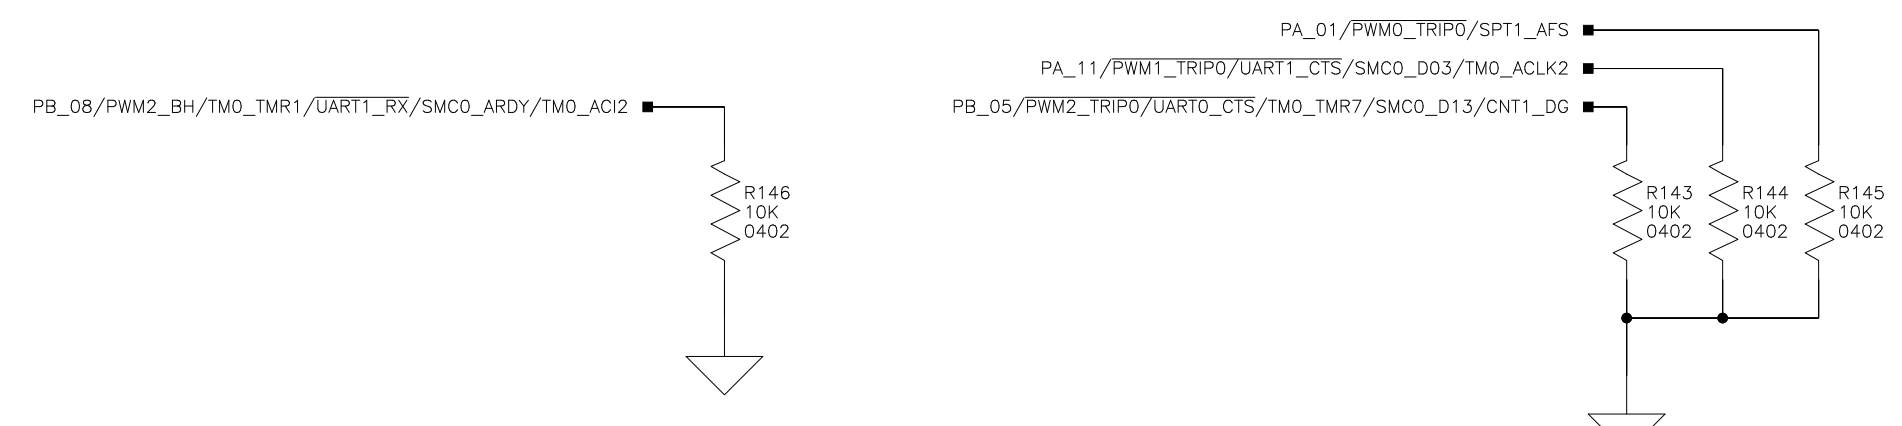 PA_01/PWM0_TRIP0/SPT1_AFS
PA_11/PWM1_TRIP0/UART1_CTS/SMC0_D03/TM0_ACLK2
PB_08/PWM2_BH/TM0_TMR1/UART1_RX/SMC0_ARDY/TM0_ACI2
PB_05/PWM2_TRIP0/UART0_CTS/TM0_TMR7/SMC0_D13/CNT1_DG
R146
10K
0402
R143
10K
0402
R144
10K
0402
R145
10K
0402